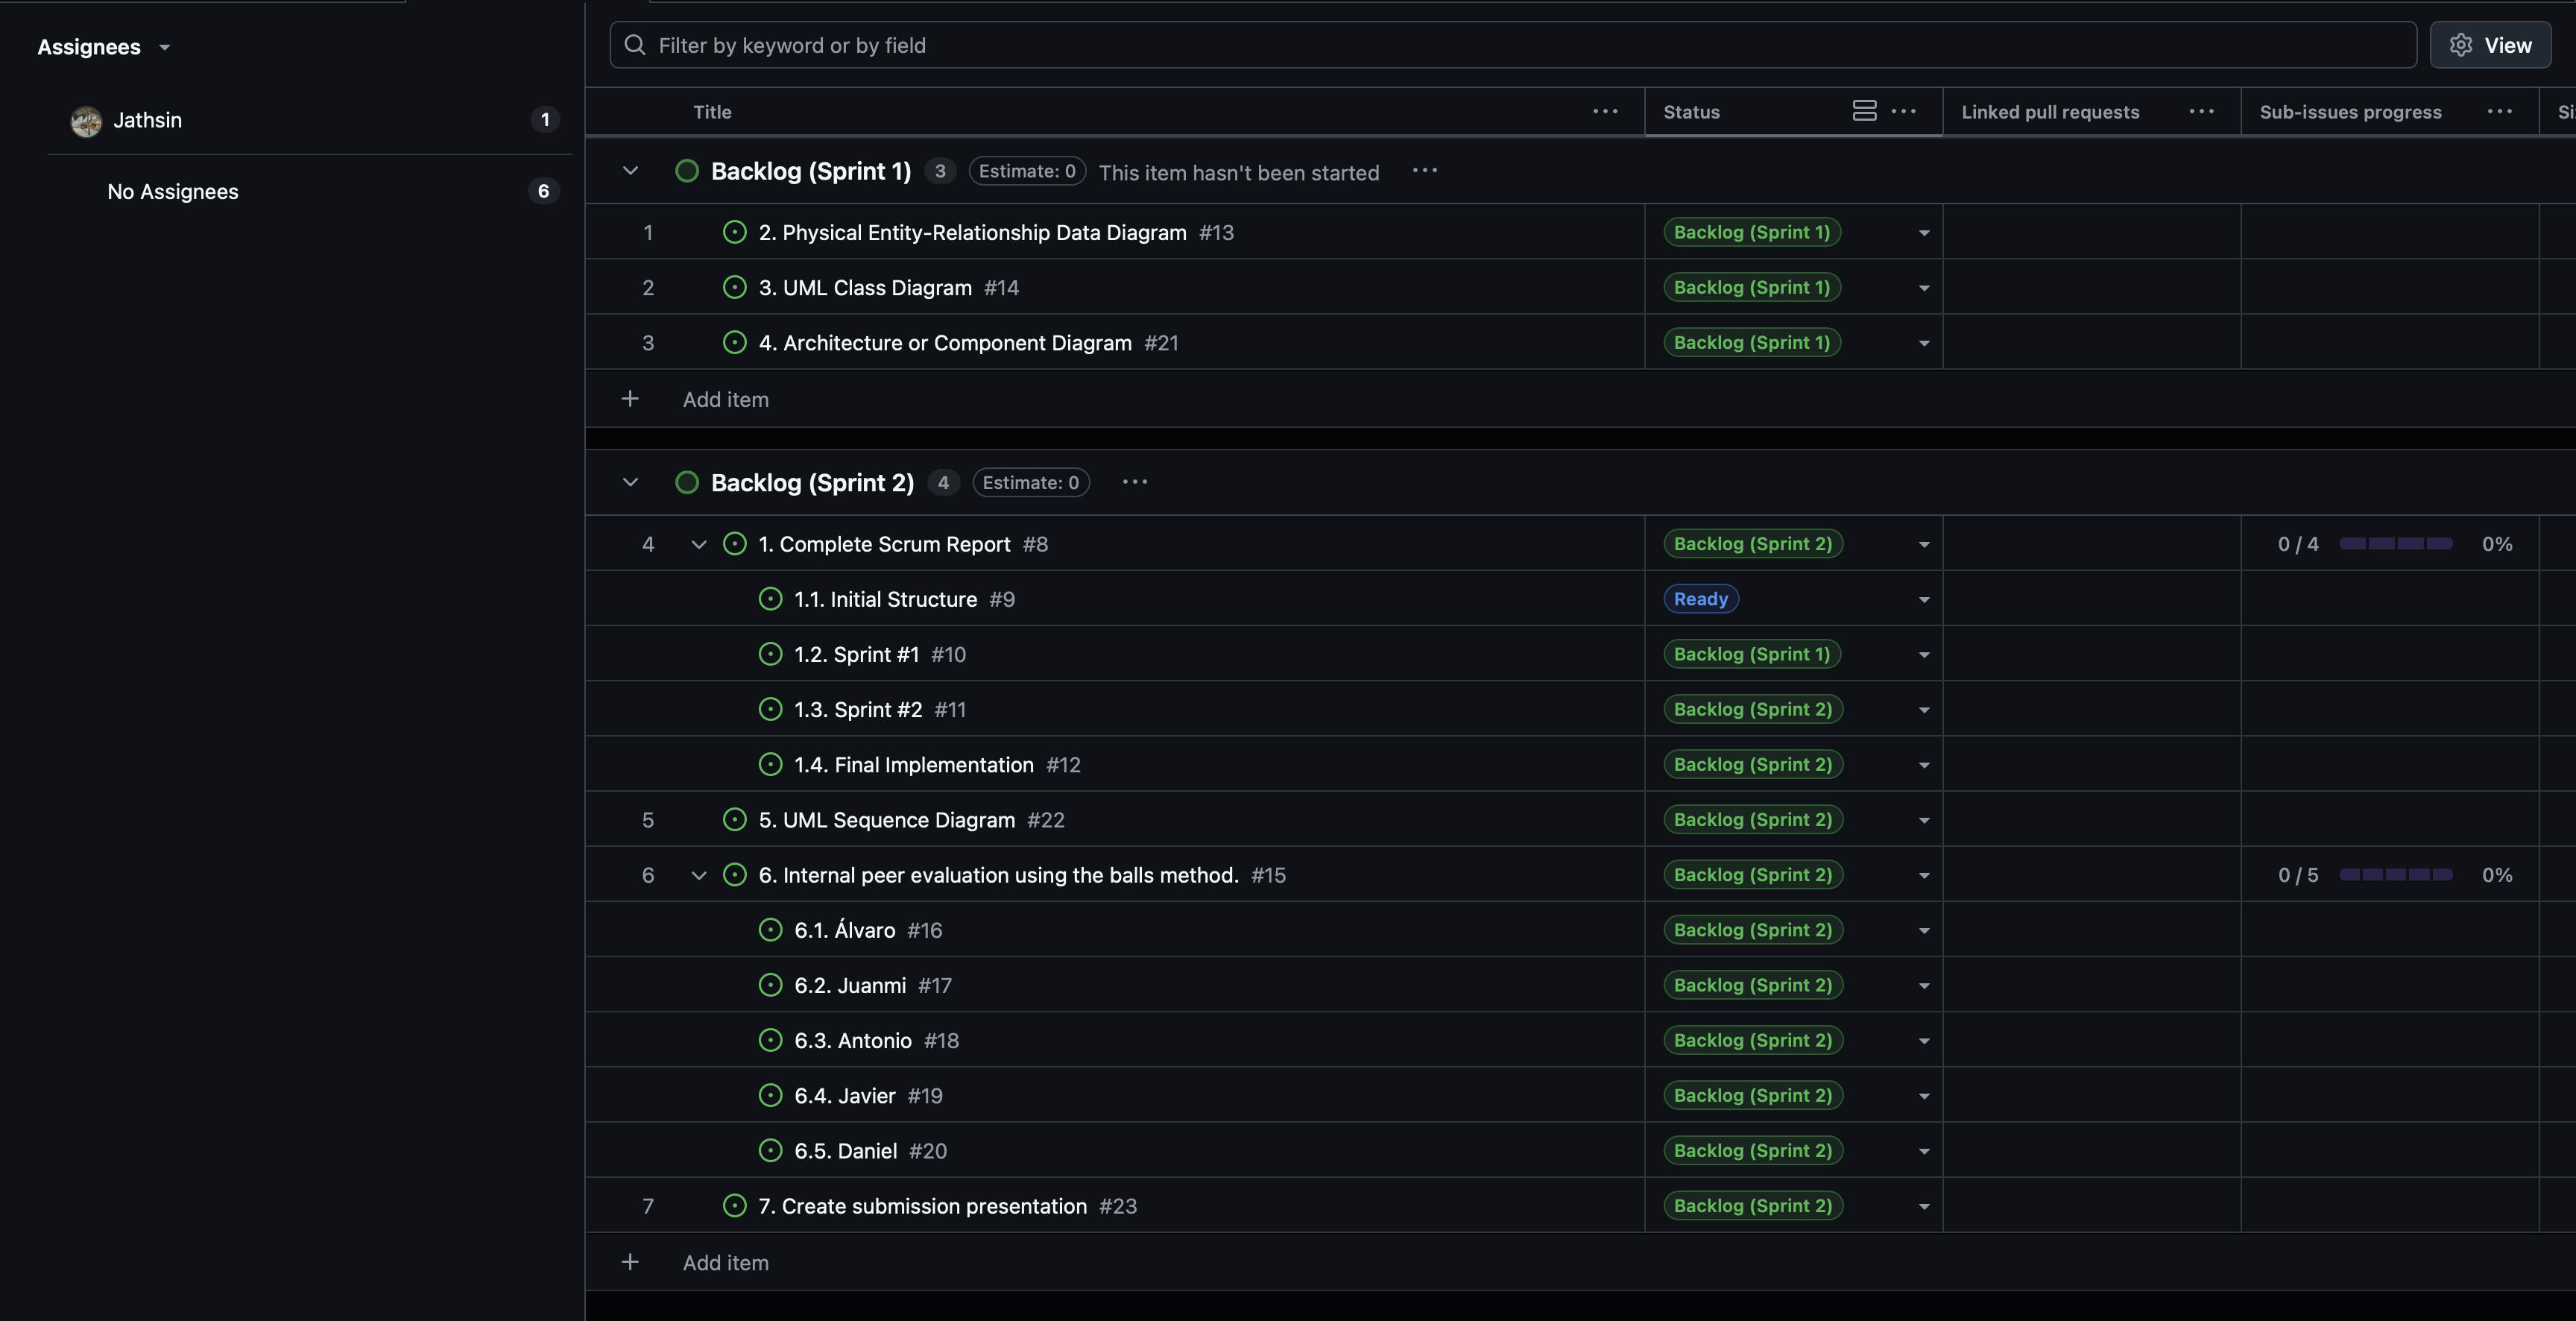 Assignees
Jathsin 1
No Assignees 6
Filter by keyword or by field
View
Title Status Linked pull requests Sub-issues progress Si
Backlog (Sprint 1) 3 Estimate: 0 This item hasn't been started
1 2. Physical Entity-Relationship Data Diagram #13 Backlog (Sprint 1)
2 3. UML Class Diagram #14 Backlog (Sprint 1)
3 4. Architecture or Component Diagram #21 Backlog (Sprint 1)
Add item
Backlog (Sprint 2) 4 Estimate: 0
4 1. Complete Scrum Report #8 Backlog (Sprint 2) 0 / 4 0%
1.1. Initial Structure #9 Ready
1.2. Sprint #1 #10 Backlog (Sprint 1)
1.3. Sprint #2 #11 Backlog (Sprint 2)
1.4. Final Implementation #12 Backlog (Sprint 2)
5 5. UML Sequence Diagram #22 Backlog (Sprint 2)
6 6. Internal peer evaluation using the balls method. #15 Backlog (Sprint 2) 0 / 5 0%
6.1. Álvaro #16 Backlog (Sprint 2)
6.2. Juanmi #17 Backlog (Sprint 2)
6.3. Antonio #18 Backlog (Sprint 2)
6.4. Javier #19 Backlog (Sprint 2)
6.5. Daniel #20 Backlog (Sprint 2)
7 7. Create submission presentation #23 Backlog (Sprint 2)
Add item